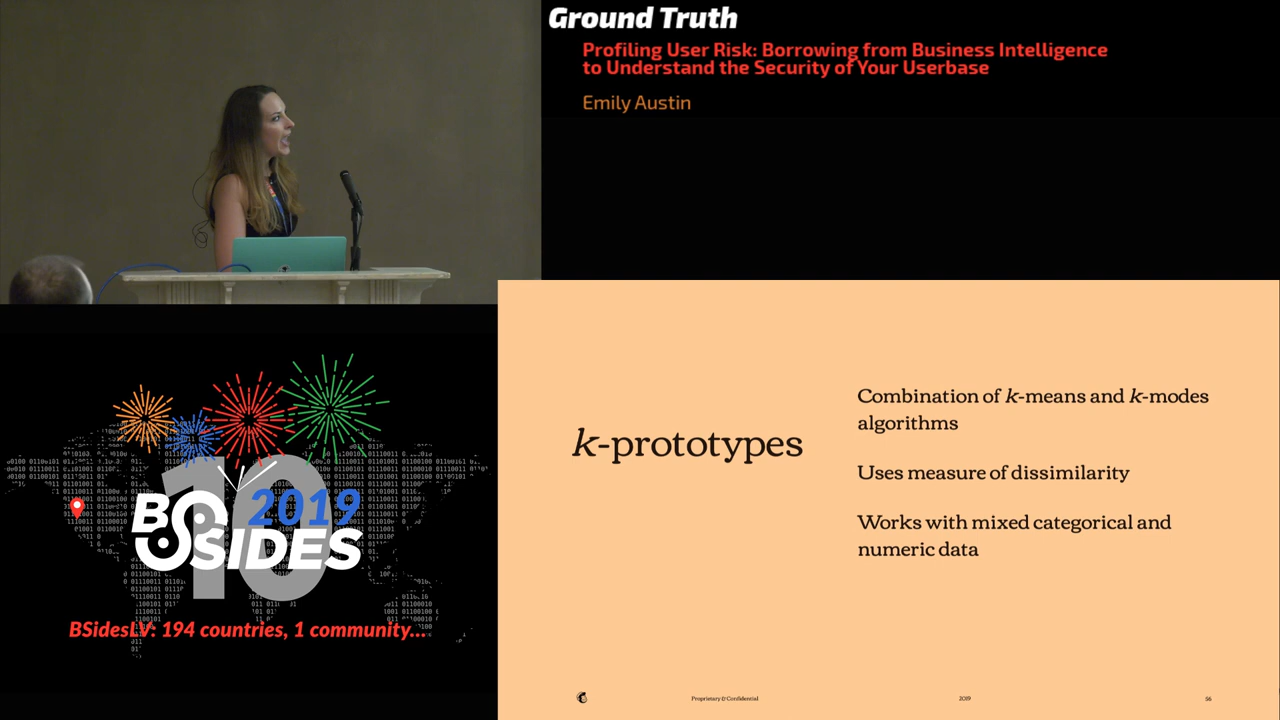 Ground Truth
Profiling User Risk: Borrowing from Business Intelligence
to Understand the Security of Your Userbase
Emily Austin
k-prototypes
Combination of k-means and k-modes
algorithms
Uses measure of dissimilarity
Works with mixed categorical and
numeric data
10
2019
BSIDES
BSidesLV: 194 countries, 1 community...
Proprietary & Confidential
2019
56